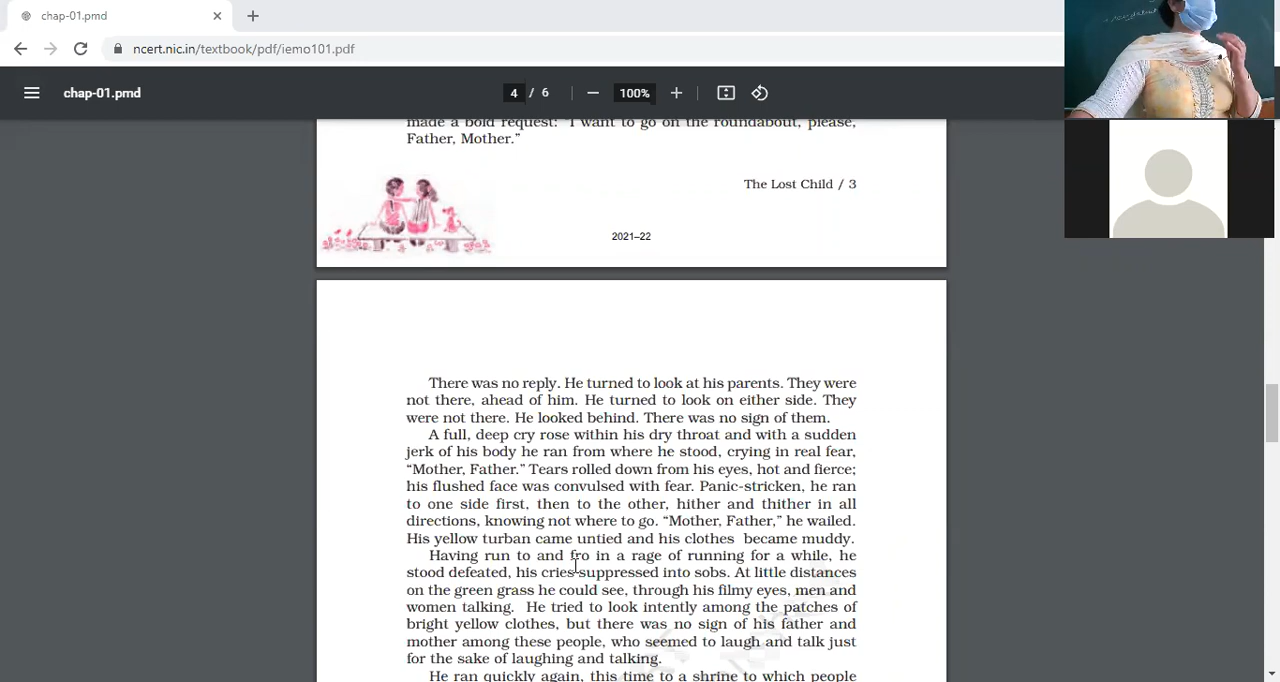 chap-01.pmd
ncert.nic.in/textbook/pdf/iemo101.pdf
chap-01.pmd
4 / 6
100%
made a bold request: “I want to go on the roundabout, please,
Father, Mother.”
The Lost Child / 3
2021–22
There was no reply. He turned to look at his parents. They were
not there, ahead of him. He turned to look on either side. They
were not there. He looked behind. There was no sign of them.
A full, deep cry rose within his dry throat and with a sudden
jerk of his body he ran from where he stood, crying in real fear,
“Mother, Father.” Tears rolled down from his eyes, hot and fierce;
his flushed face was convulsed with fear. Panic-stricken, he ran
to one side first, then to the other, hither and thither in all
directions, knowing not where to go. “Mother, Father,” he wailed.
His yellow turban came untied and his clothes became muddy.
Having run to and fro in a rage of running for a while, he
stood defeated, his cries suppressed into sobs. At little distances
on the green grass he could see, through his filmy eyes, men and
women talking. He tried to look intently among the patches of
bright yellow clothes, but there was no sign of his father and
mother among these people, who seemed to laugh and talk just
for the sake of laughing and talking.
He ran quickly again, this time to a shrine to which people